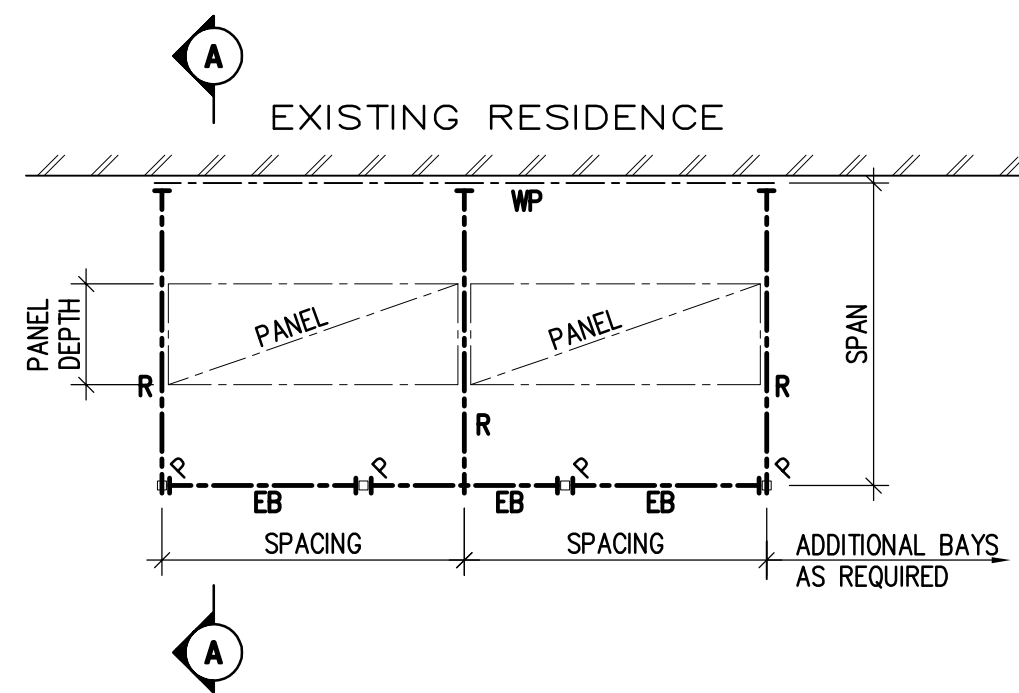 A
EXISTING RESIDENCE
WP
PANEL
DEPTH
PANEL
PANEL
SPAN
R
R
R
P
P
P
P
EB
EB
EB
SPACING
SPACING
ADDITIONAL BAYS
AS REQUIRED
A